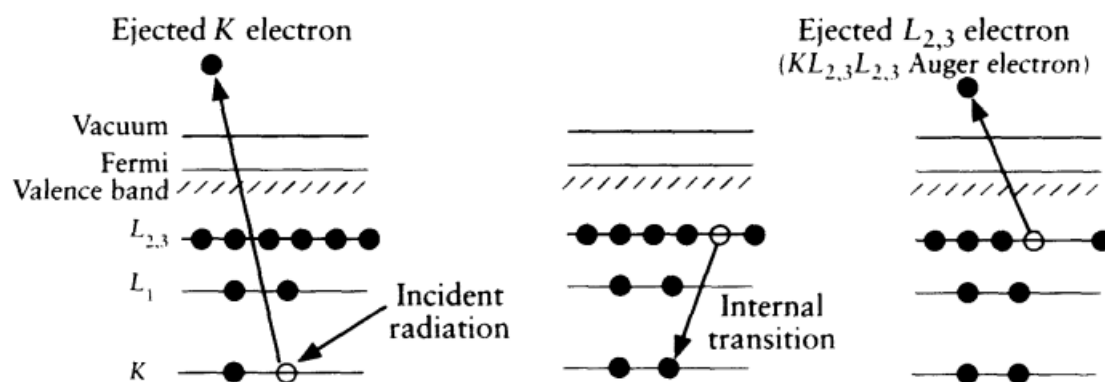 Ejected K electron
Ejected L2,3 electron
(KL2,3L2,3 Auger electron)
Vacuum
Fermi
Valence band
L2,3
L1
Incident
radiation
Internal
transition
K